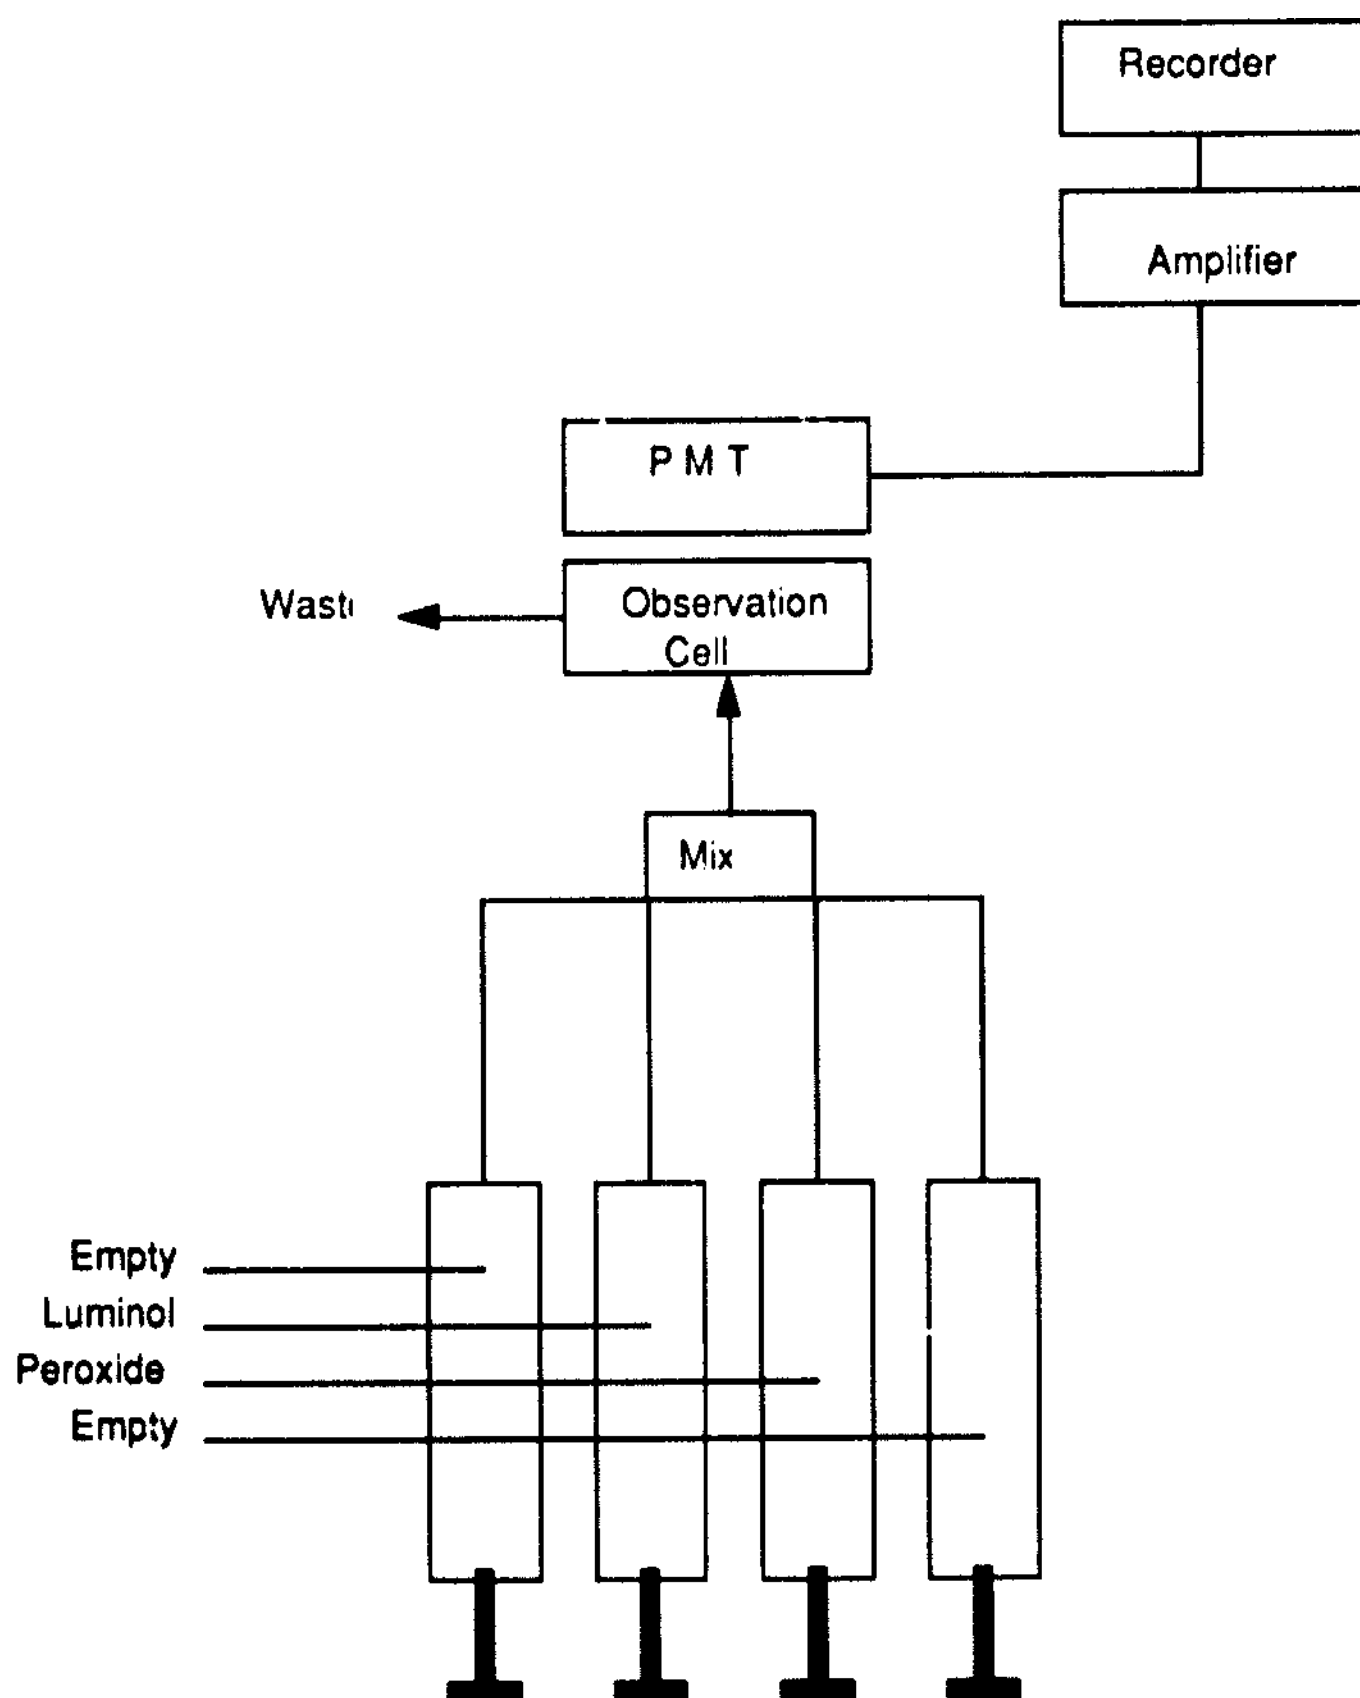 Recorder
Amplifier
P M T
Observation
Cell
Mix
Empty
Luminol
Peroxide
Empty